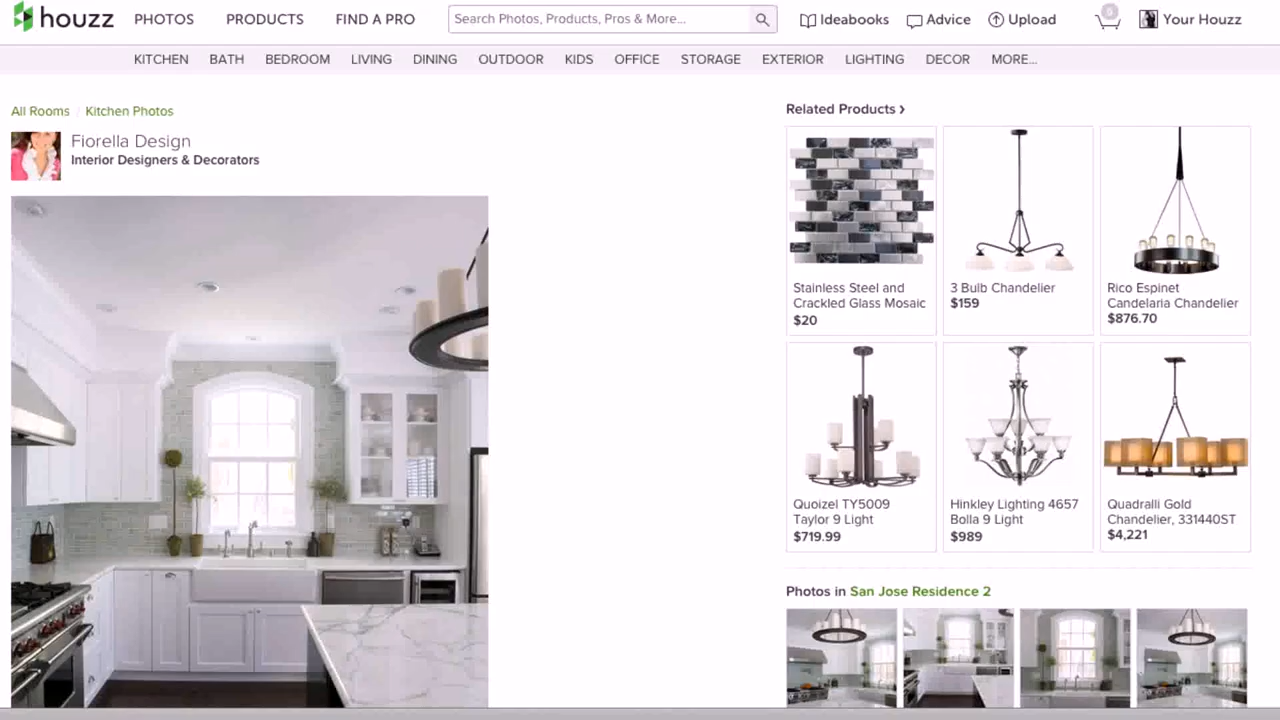 houzz PHOTOS PRODUCTS FIND A PRO Search Photos, Products, Pros & More... Ideabooks Advice Upload 0 Your Houzz
KITCHEN BATH BEDROOM LIVING DINING OUTDOOR KIDS OFFICE STORAGE EXTERIOR LIGHTING DECOR MORE...
All Rooms / Kitchen Photos
Fiorella Design
Interior Designers & Decorators
Related Products ›
Stainless Steel and
Crackled Glass Mosaic
$20
3 Bulb Chandelier
$159
Rico Espinet
Candelaria Chandelier
$876.70
Quoizel TY5009
Taylor 9 Light
$719.99
Hinkley Lighting 4657
Bolla 9 Light
$989
Quadralli Gold
Chandelier, 331440ST
$4,221
Photos in San Jose Residence 2